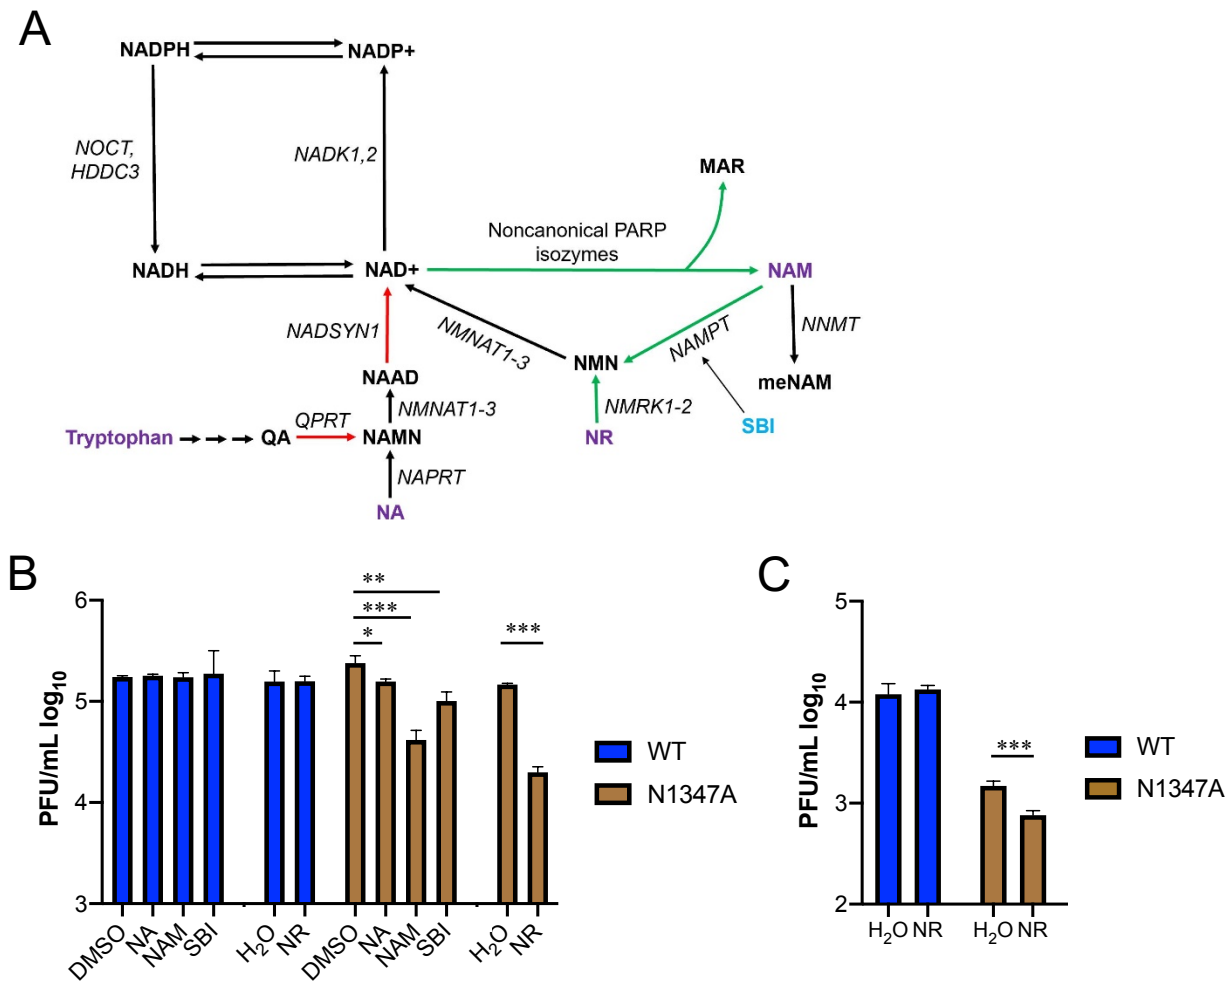 A
NADPH
NADP+
NOCT,
HDDC3
NADK1,2
MAR
Noncanonical PARP
isozymes
NADH
NAD+
NAM
NADSYN1
NMNAT1-3
NAMPT
NNMT
NMN
NAAD
meNAM
NMNAT1-3
NMRK1-2
QPRT
SBI
Tryptophan
QA
NAMN
NR
NAPRT
NA
B
PFU/mL log10
6
5
4
3
**
***
*
***
DMSO
NA
NAM
SBI
H2O
NR
DMSO
NA
NAM
SBI
H2O
NR
WT
N1347A
C
PFU/mL log10
5
4
3
2
***
H2O NR
H2O NR
WT
N1347A